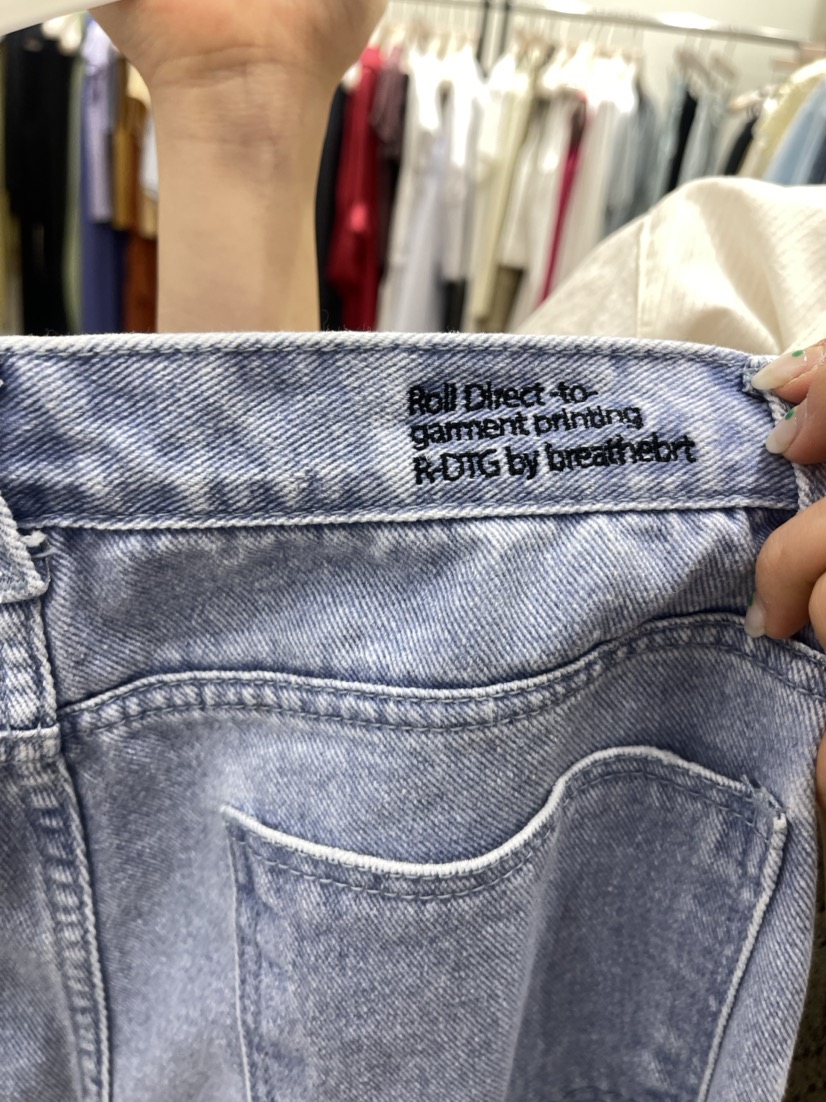 Roll Direct -to-
garment printing
R-DTG by breathebrt